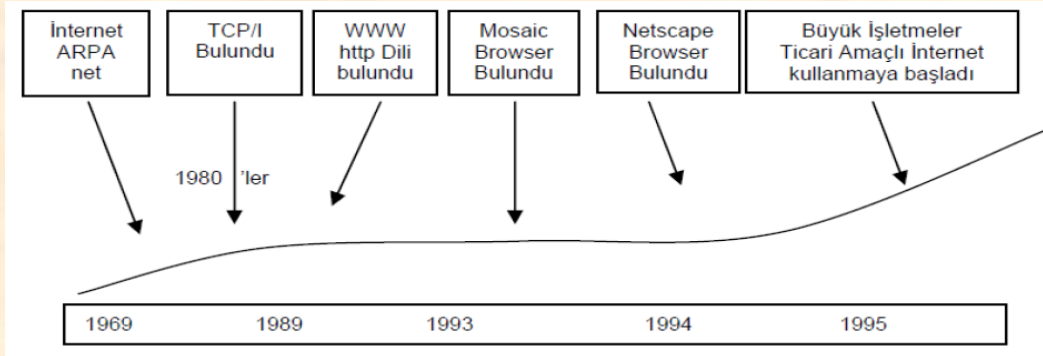 İnternet
ARPA
net
TCP/I
Bulundu
WWW
http Dili
bulundu
Mosaic
Browser
Bulundu
Netscape
Browser
Bulundu
Büyük İşletmeler
Ticari Amaçlı İnternet
kullanmaya başladı
1980 'ler
1969 1989 1993 1994 1995